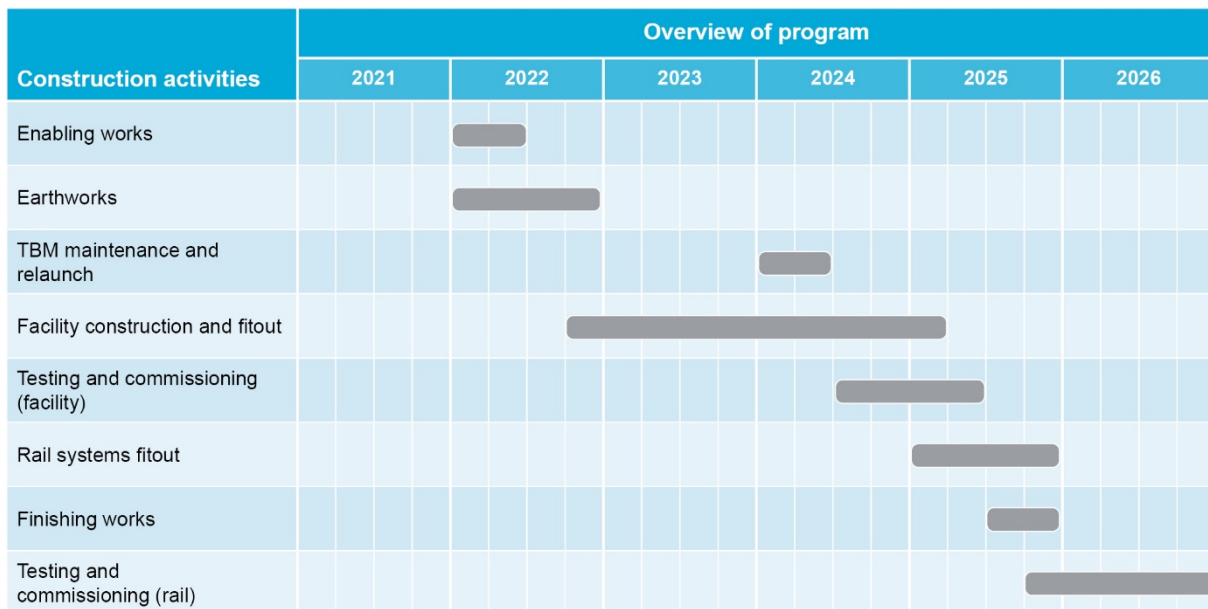 Overview of program
Construction activities
2021 2022 2023 2024 2025 2026
Enabling works
Earthworks
TBM maintenance and
relaunch
Facility construction and fitout
Testing and commissioning
(facility)
Rail systems fitout
Finishing works
Testing and
commissioning (rail)